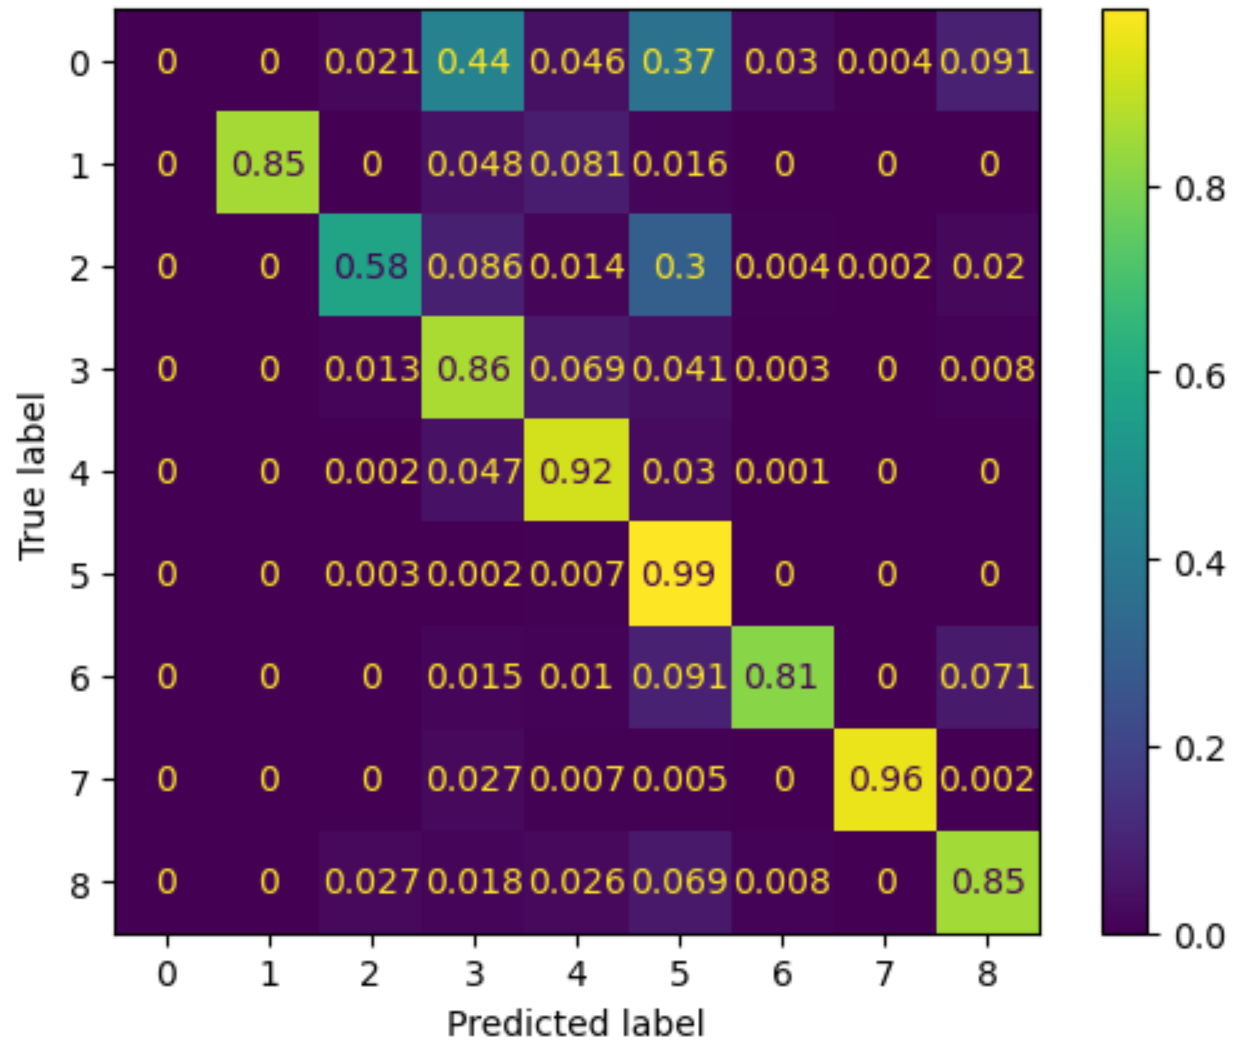 0 0 0 0.021 0.44 0.046 0.37 0.03 0.004 0.091
1 0 0.85 0 0.048 0.081 0.016 0 0 0
2 0 0 0.58 0.086 0.014 0.3 0.004 0.002 0.02
3 0 0 0.013 0.86 0.069 0.041 0.003 0 0.008
4 0 0 0.002 0.047 0.92 0.03 0.001 0 0
5 0 0 0.003 0.002 0.007 0.99 0 0 0
6 0 0 0 0.015 0.01 0.091 0.81 0 0.071
7 0 0 0 0.027 0.007 0.005 0 0.96 0.002
8 0 0 0.027 0.018 0.026 0.069 0.008 0 0.85
0 1 2 3 4 5 6 7 8
Predicted label
True label
0.8
0.6
0.4
0.2
0.0